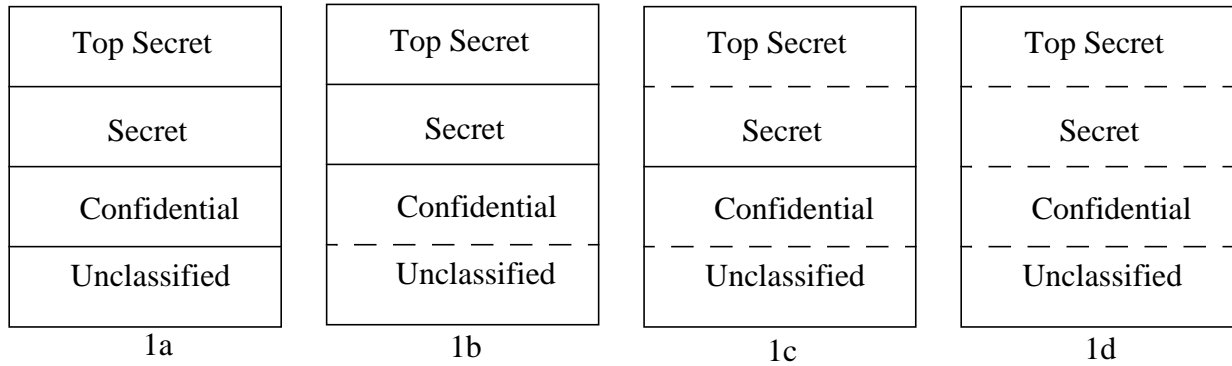 Top Secret Top Secret Top Secret Top Secret
Secret Secret Secret Secret
Confidential Confidential Confidential Confidential
Unclassified Unclassified Unclassified Unclassified
1a 1b 1c 1d